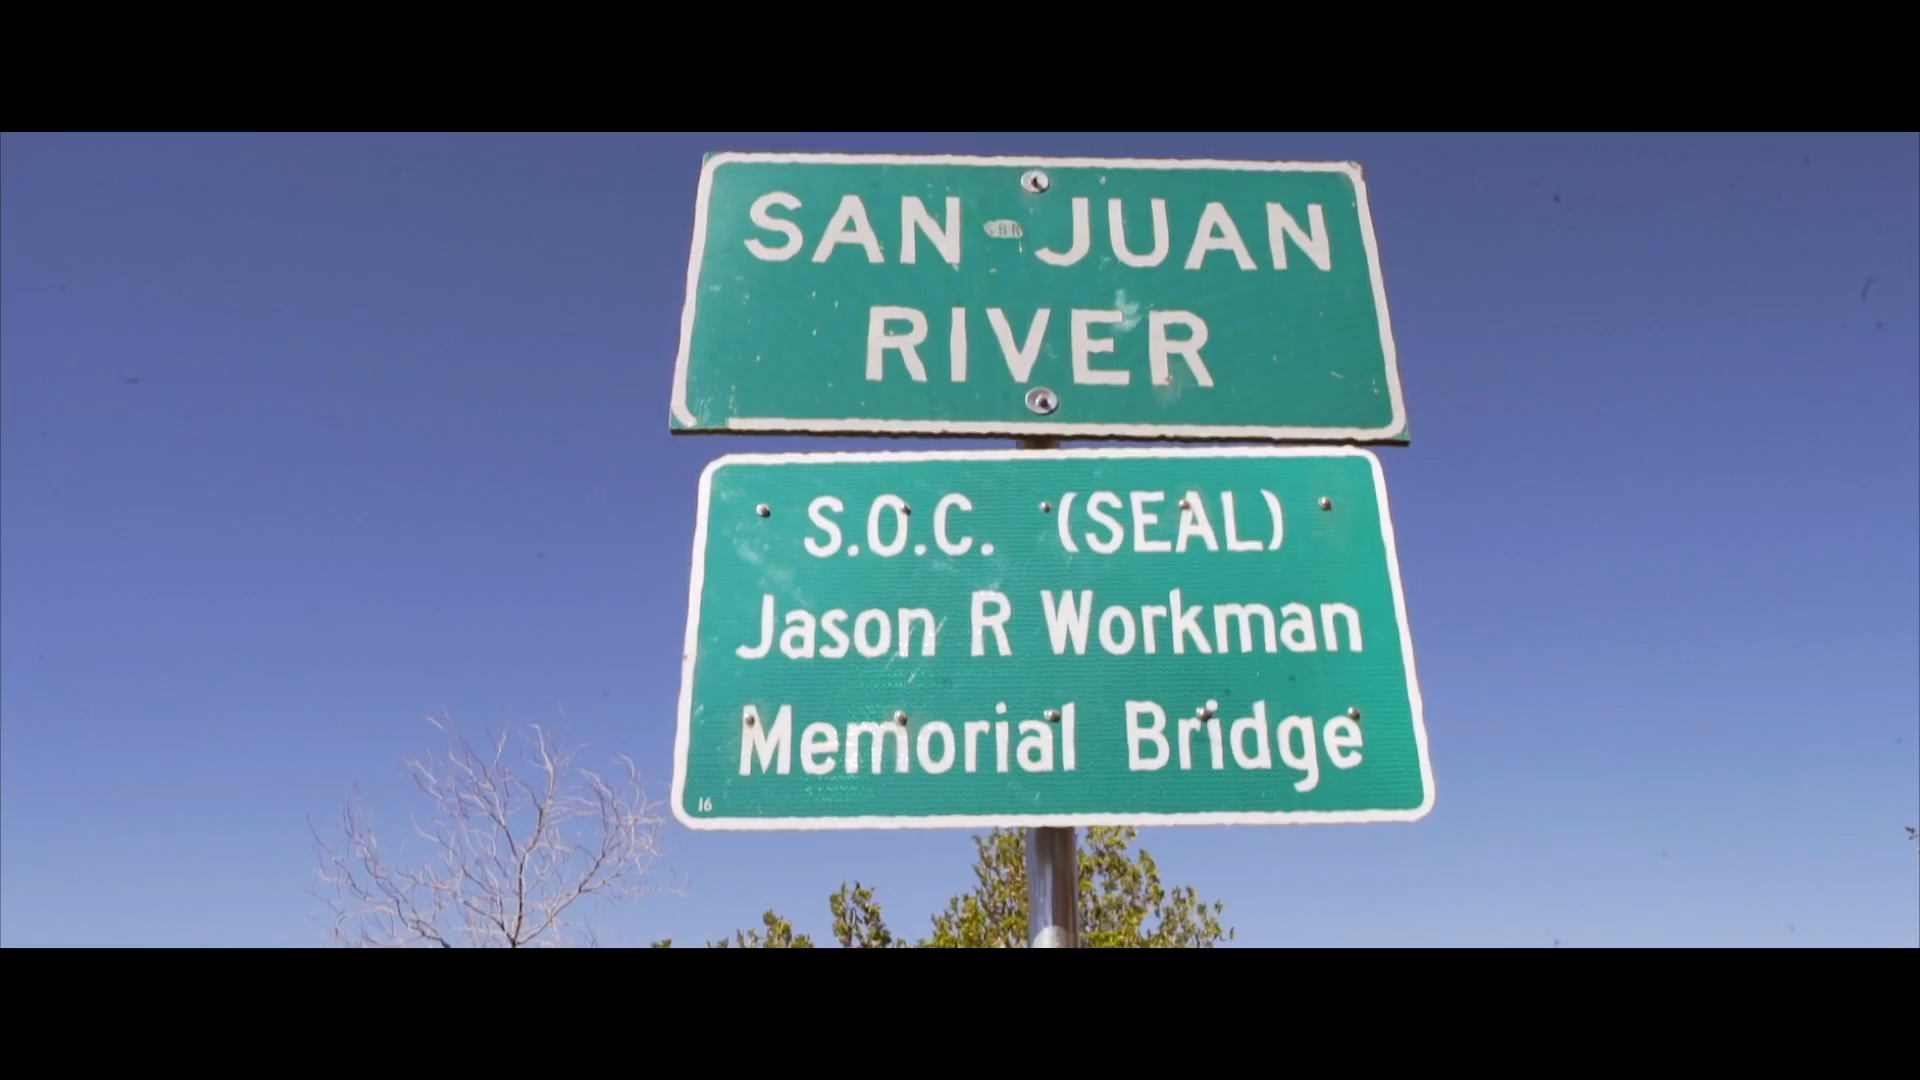 SAN JUAN
RIVER
S.O.C. (SEAL)
Jason R Workman
Memorial Bridge
16